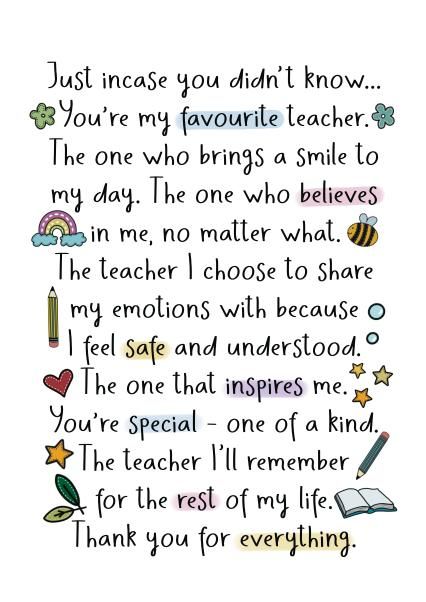 Just incase you didn't know...
You're my favourite teacher.
The one who brings a smile to
my day. The one who believes
in me, no matter what.
The teacher I choose to share
my emotions with because
I feel safe and understood.
The one that inspires me.
You're special - one of a kind.
The teacher I'll remember
for the rest of my life.
Thank you for everything.